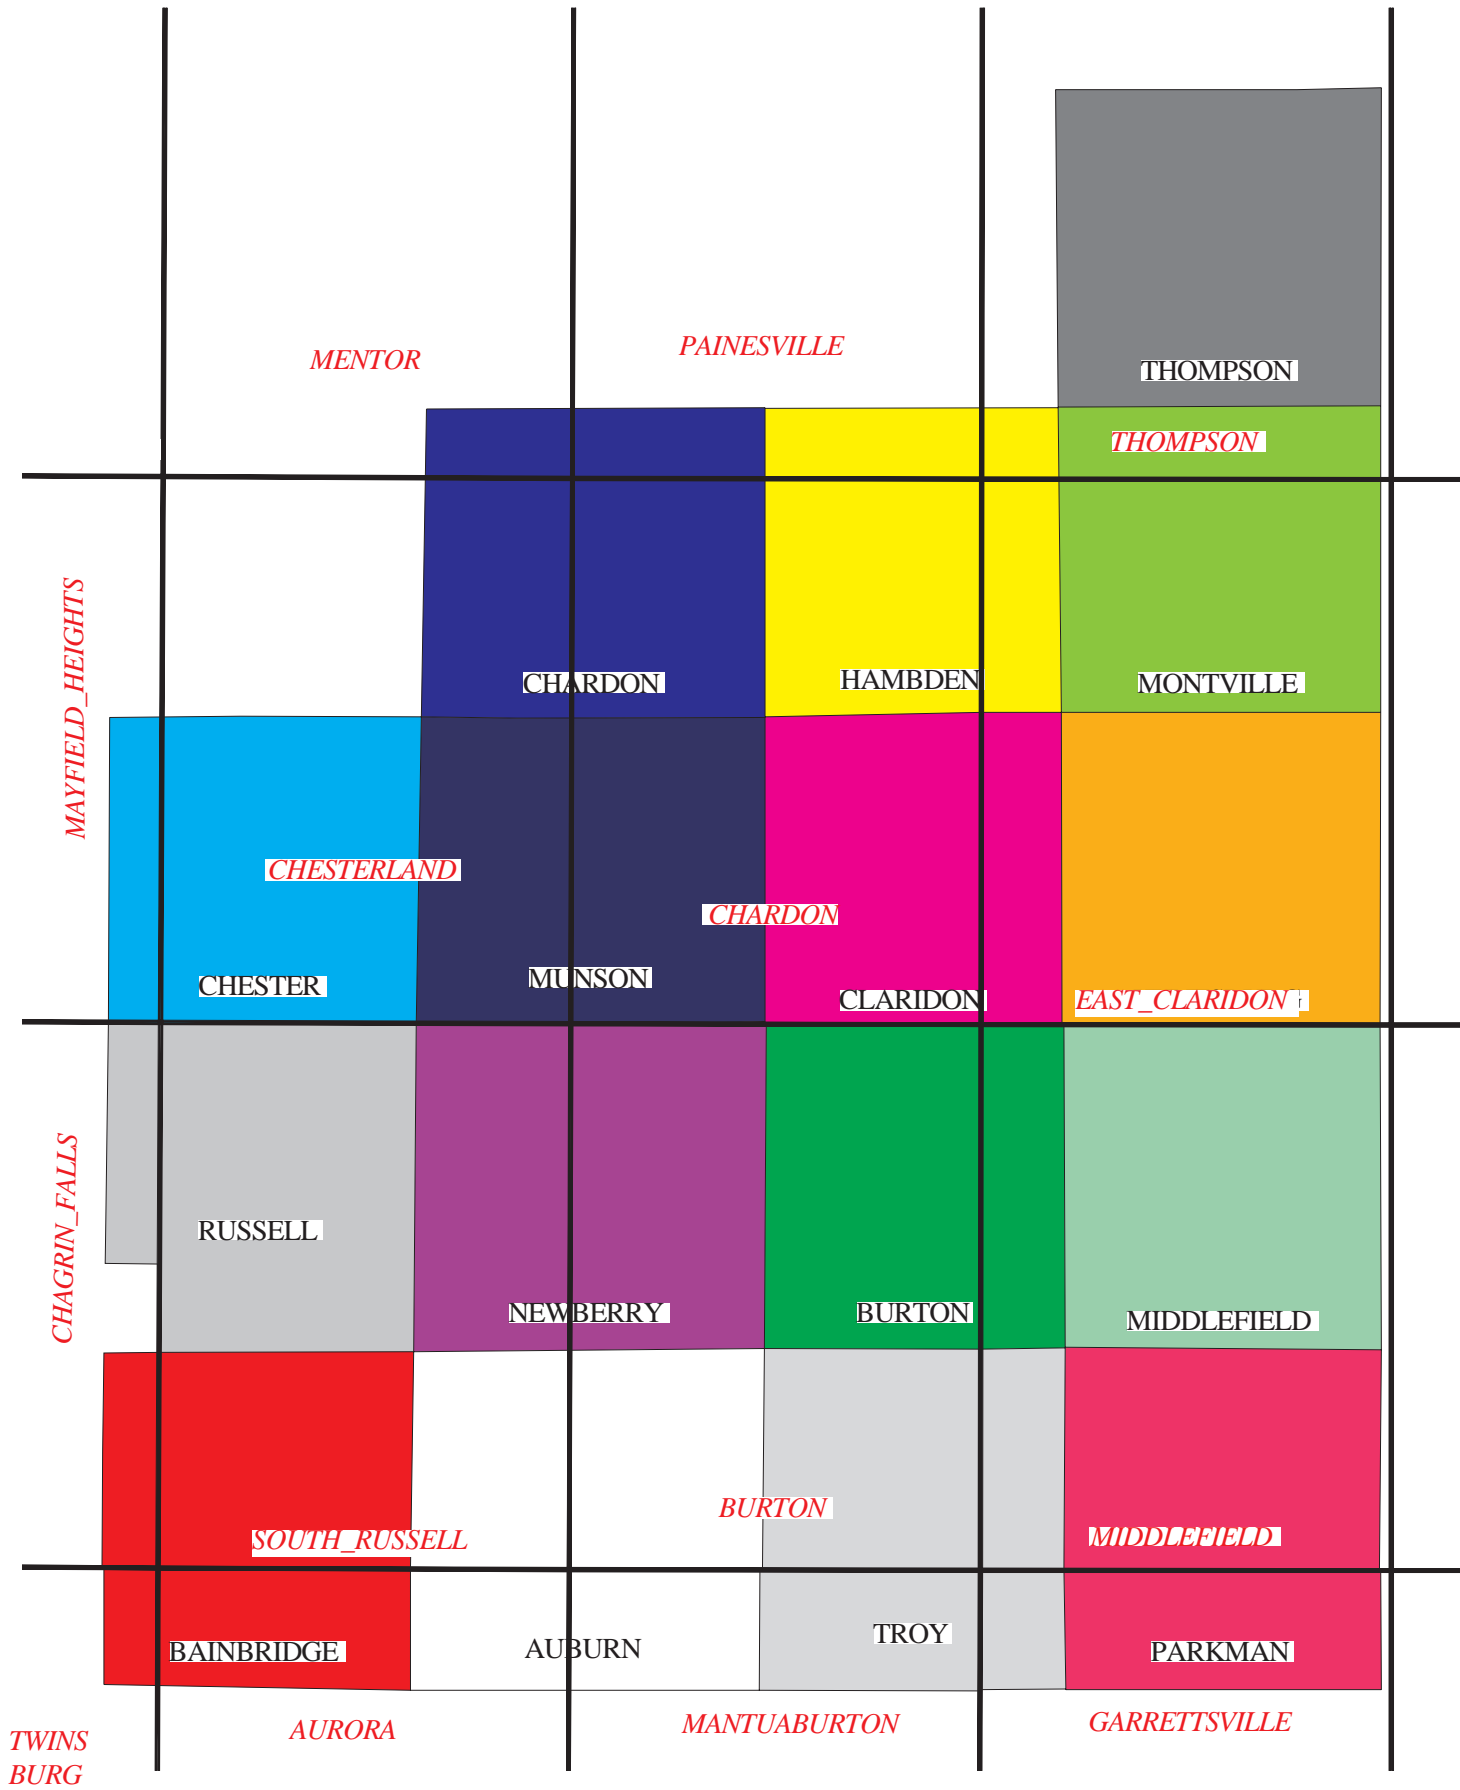 MENTOR
PAINESVILLE
THOMPSON
THOMPSON
MAYFIELD_HEIGHTS
CHARDON
HAMBDEN
MONTVILLE
CHESTERLAND
CHARDON
CHESTER
MUNSON
CLARIDON
EAST_CLARIDON
CHAGRIN_FALLS
RUSSELL
NEWBERRY
BURTON
MIDDLEFIELD
SOUTH_RUSSELL
BURTON
MIDDLEFIELD
BAINBRIDGE
AUBURN
TROY
PARKMAN
TWINS
BURG
AURORA
MANTUABURTON
GARRETTSVILLE